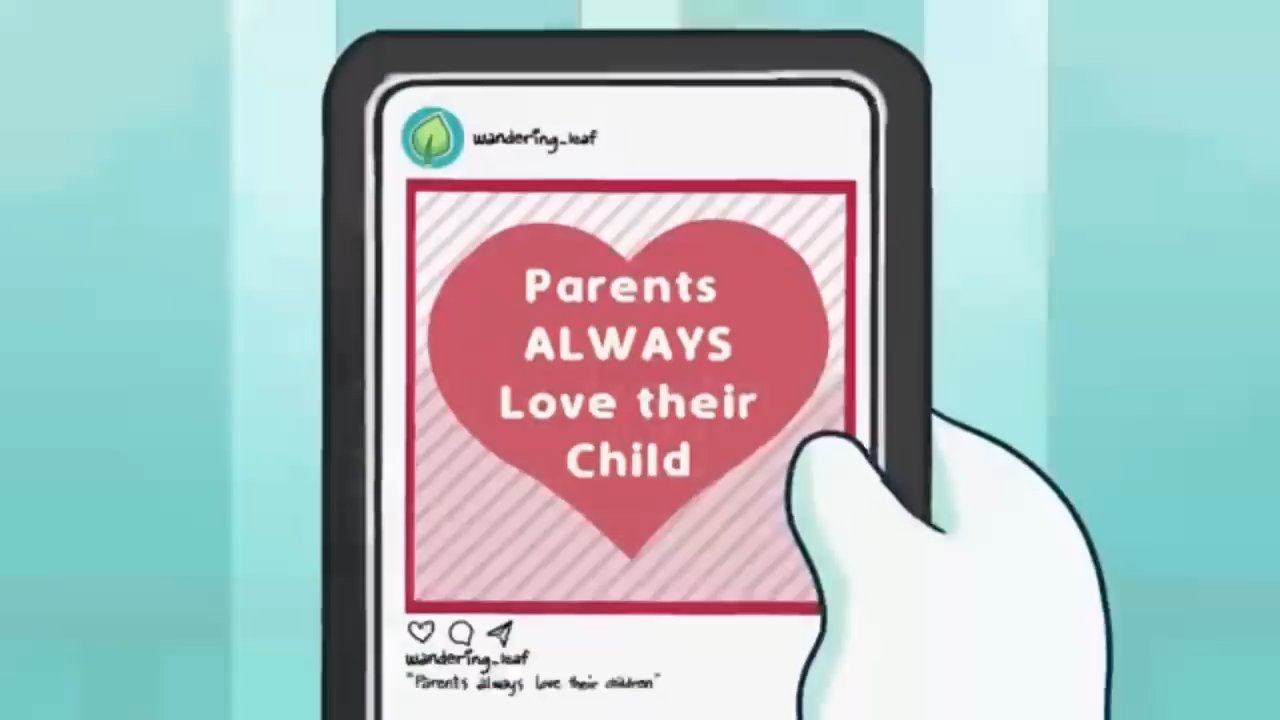 wandering_leaf
Parents
ALWAYS
Love their
Child
wandering_leaf
"Parents always love their children"